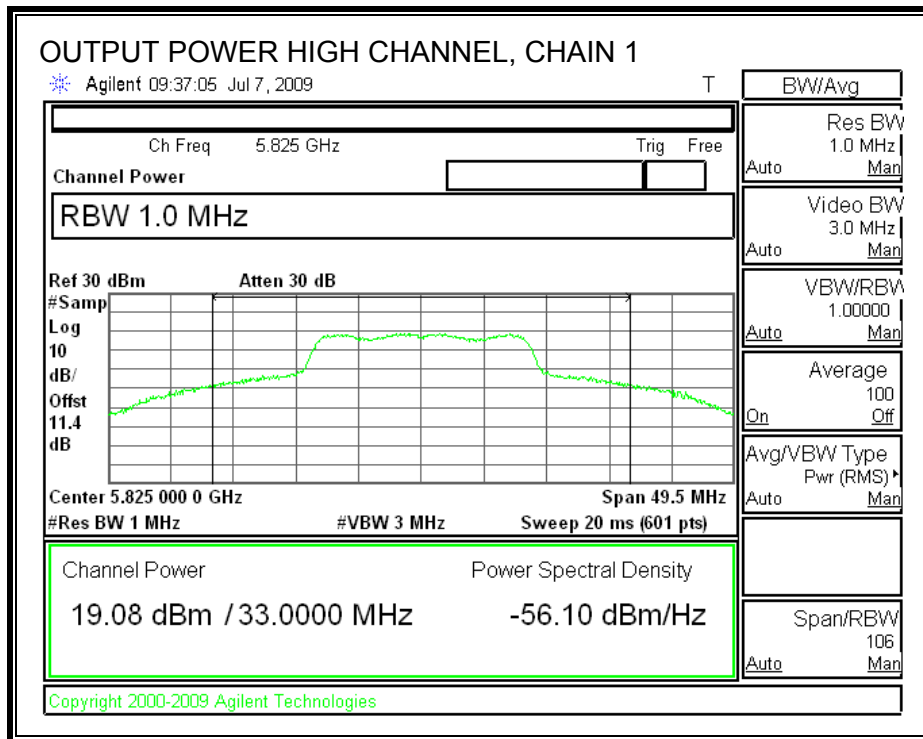 OUTPUT POWER HIGH CHANNEL, CHAIN 1
Agilent 09:37:05 Jul 7, 2009 T
Ch Freq 5.825 GHz Trig Free
Channel Power
RBW 1.0 MHz
Ref 30 dBm Atten 30 dB
#Samp
Log
10
dB/
Offst
11.4
dB
Center 5.825 000 0 GHz Span 49.5 MHz
#Res BW 1 MHz #VBW 3 MHz Sweep 20 ms (601 pts)
Channel Power Power Spectral Density
19.08 dBm / 33.0000 MHz -56.10 dBm/Hz
Copyright 2000-2009 Agilent Technologies
BW/Avg
Res BW
1.0 MHz
Auto Man
Video BW
3.0 MHz
Auto Man
VBW/RBW
1.00000
Auto Man
Average
100
On Off
Avg/VBW Type
Pwr (RMS)
Auto Man
Span/RBW
106
Auto Man